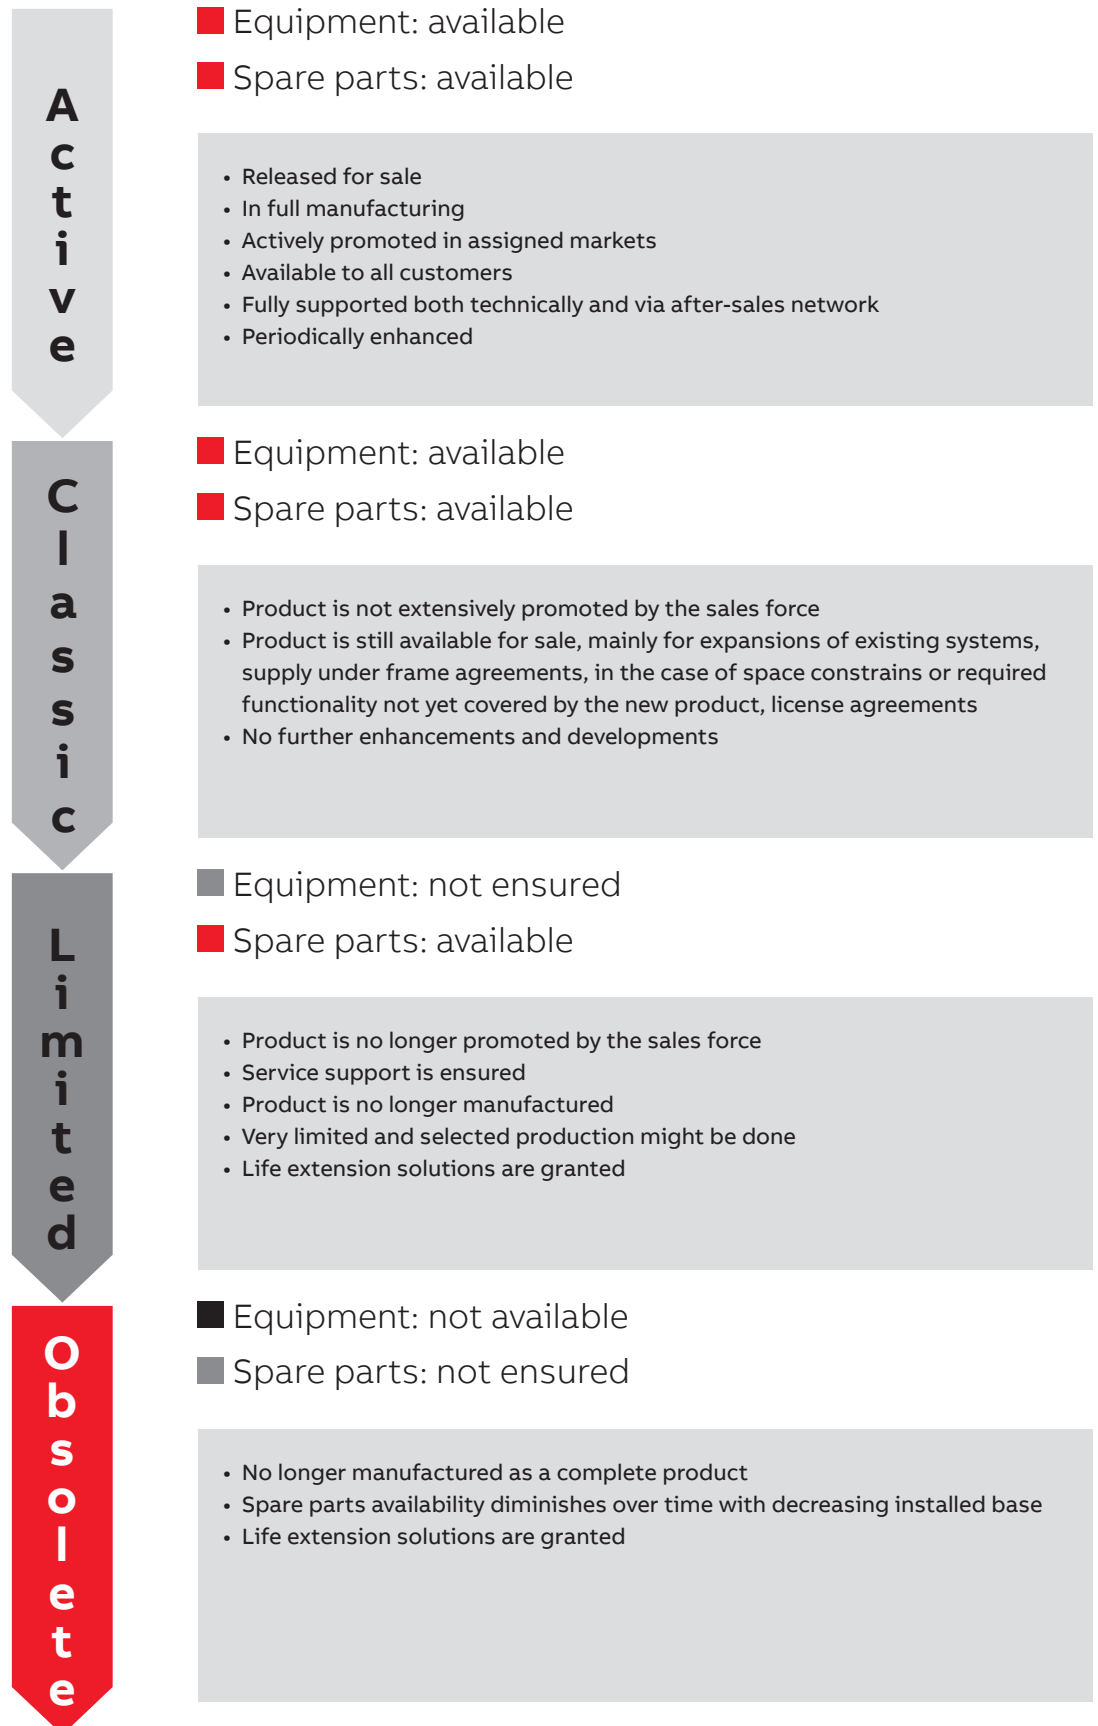 Active
Equipment: available
Spare parts: available
• Released for sale
• In full manufacturing
• Actively promoted in assigned markets
• Available to all customers
• Fully supported both technically and via after-sales network
• Periodically enhanced
Classic
Equipment: available
Spare parts: available
• Product is not extensively promoted by the sales force
• Product is still available for sale, mainly for expansions of existing systems,
supply under frame agreements, in the case of space constrains or required
functionality not yet covered by the new product, license agreements
• No further enhancements and developments
Limited
Equipment: not ensured
Spare parts: available
• Product is no longer promoted by the sales force
• Service support is ensured
• Product is no longer manufactured
• Very limited and selected production might be done
• Life extension solutions are granted
Obsolete
Equipment: not available
Spare parts: not ensured
• No longer manufactured as a complete product
• Spare parts availability diminishes over time with decreasing installed base
• Life extension solutions are granted